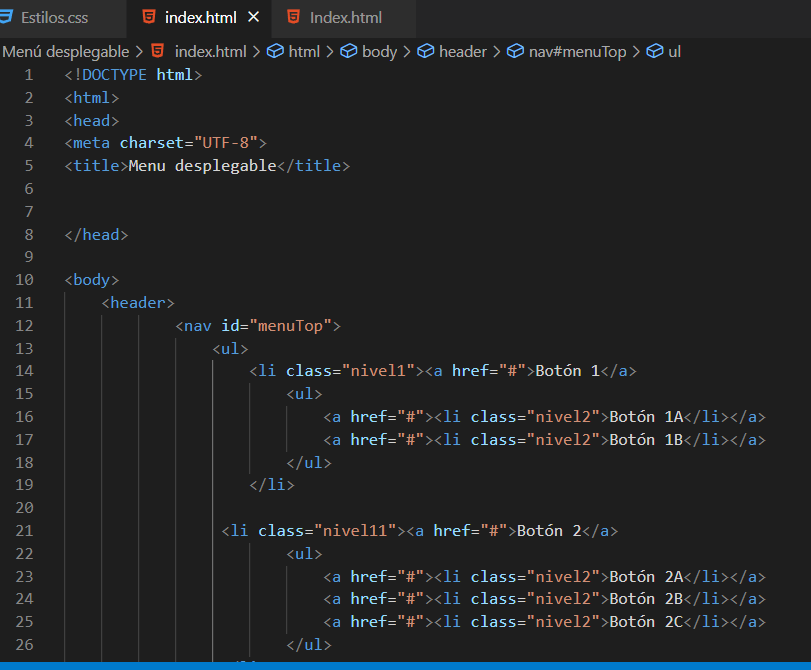 Estilos.css index.html Index.html
Menú desplegable > index.html > html > body > header > nav#menuTop > ul
1 <!DOCTYPE html>
2 <html>
3 <head>
4 <meta charset="UTF-8">
5 <title>Menu desplegable</title>
6
7
8 </head>
9
10 <body>
11 <header>
12 <nav id="menuTop">
13 <ul>
14 <li class="nivel1"><a href="#">Botón 1</a>
15 <ul>
16 <a href="#"><li class="nivel2">Botón 1A</li></a>
17 <a href="#"><li class="nivel2">Botón 1B</li></a>
18 </ul>
19 </li>
20
21 <li class="nivel11"><a href="#">Botón 2</a>
22 <ul>
23 <a href="#"><li class="nivel2">Botón 2A</li></a>
24 <a href="#"><li class="nivel2">Botón 2B</li></a>
25 <a href="#"><li class="nivel2">Botón 2C</li></a>
26 </ul>